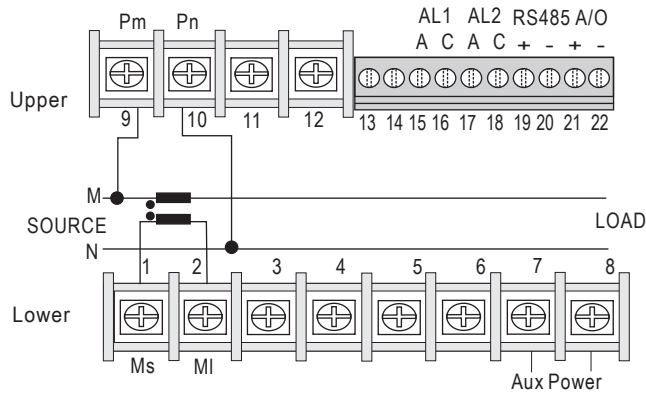 AL1 AL2 RS485 A/O
Pm Pn A C A C + - + -
Upper
9 10 11 12 13 14 15 16 17 18 19 20 21 22
M
SOURCE LOAD
N
1 2 3 4 5 6 7 8
Lower
Ms Ml
Aux Power